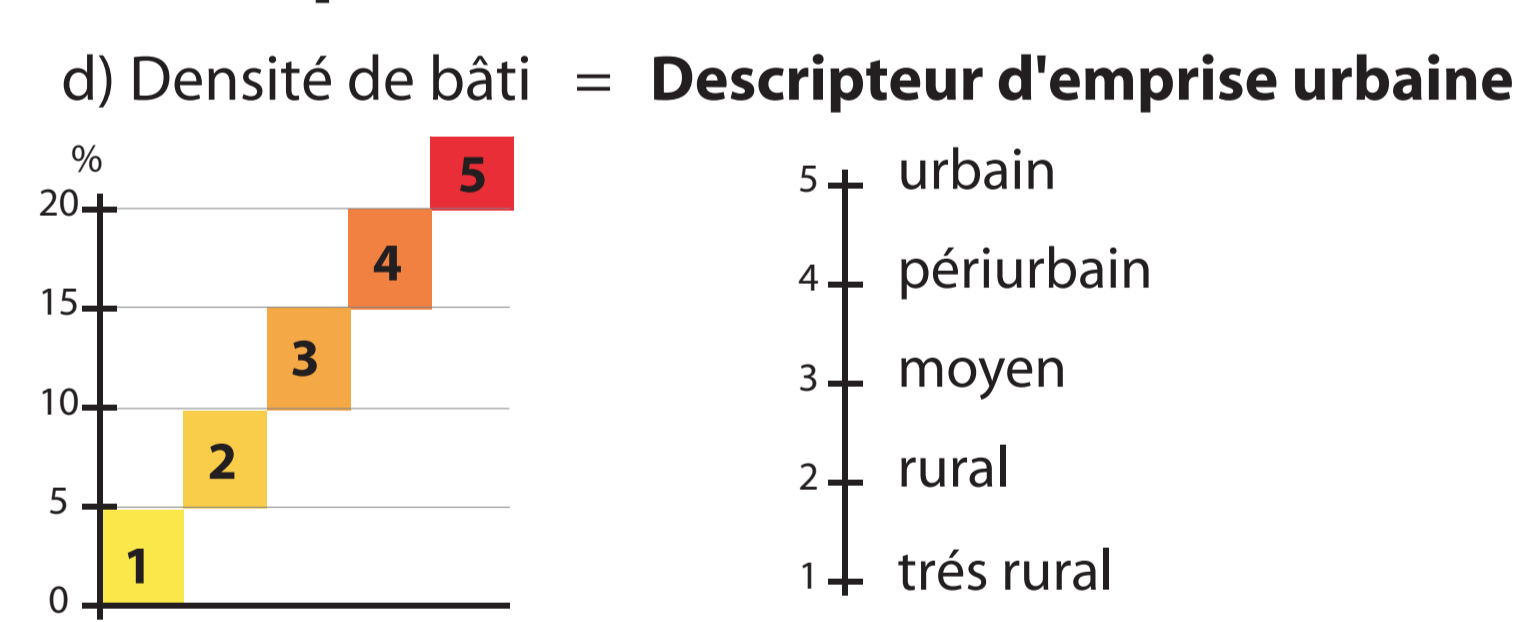 d) Densité de bâti = Descripteur d'emprise urbaine
%
20
15
10
5
0
5
4
3
2
1
5 urbain
4 périurbain
3 moyen
2 rural
1 trés rural